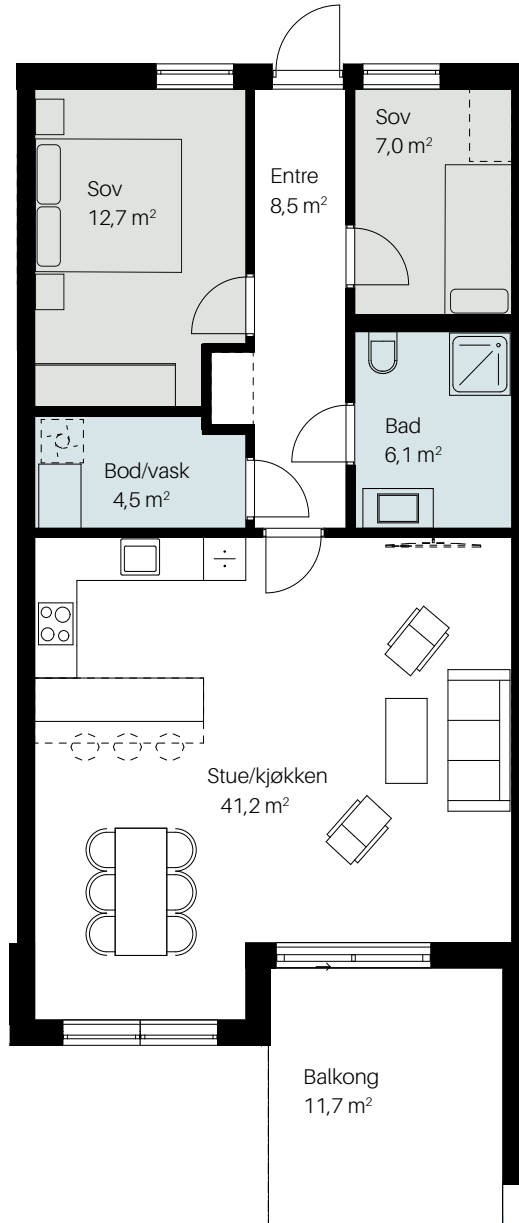 Sov
7,0 m²
Entre
8,5 m²
Sov
12,7 m²
Bad
6,1 m²
Bod/vask
4,5 m²
Stue/kjøkken
41,2 m²
Balkong
11,7 m²